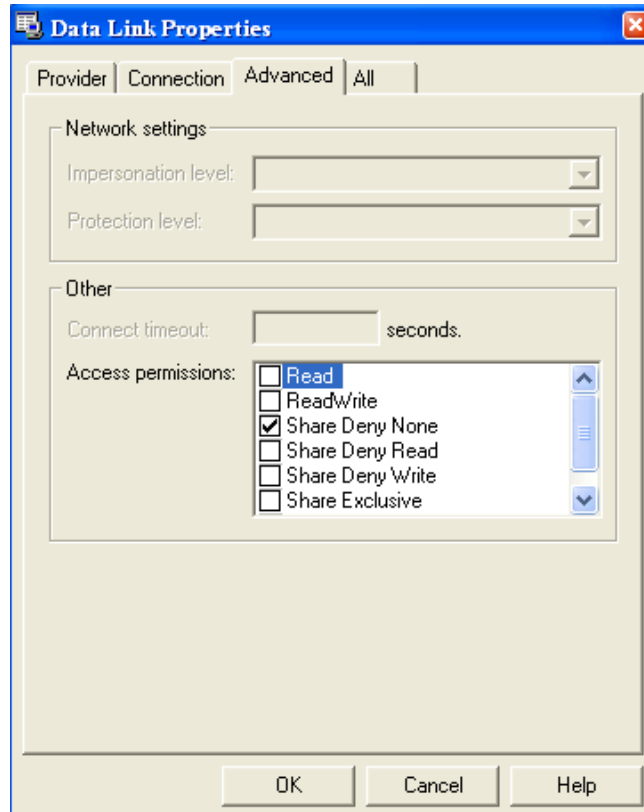 Data Link Properties
Provider Connection Advanced All
Network settings
Impersonation level:
Protection level:
Other
Connect timeout: seconds.
Access permissions: Read
ReadWrite
Share Deny None
Share Deny Read
Share Deny Write
Share Exclusive
OK Cancel Help